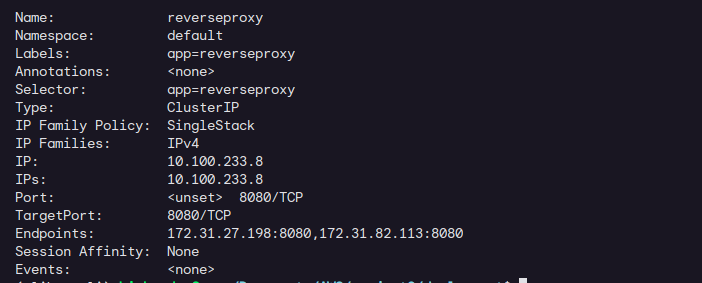 Name: reverseproxy
Namespace: default
Labels: app=reverseproxy
Annotations: <none>
Selector: app=reverseproxy
Type: ClusterIP
IP Family Policy: SingleStack
IP Families: IPv4
IP: 10.100.233.8
IPs: 10.100.233.8
Port: <unset> 8080/TCP
TargetPort: 8080/TCP
Endpoints: 172.31.27.198:8080,172.31.82.113:8080
Session Affinity: None
Events: <none>